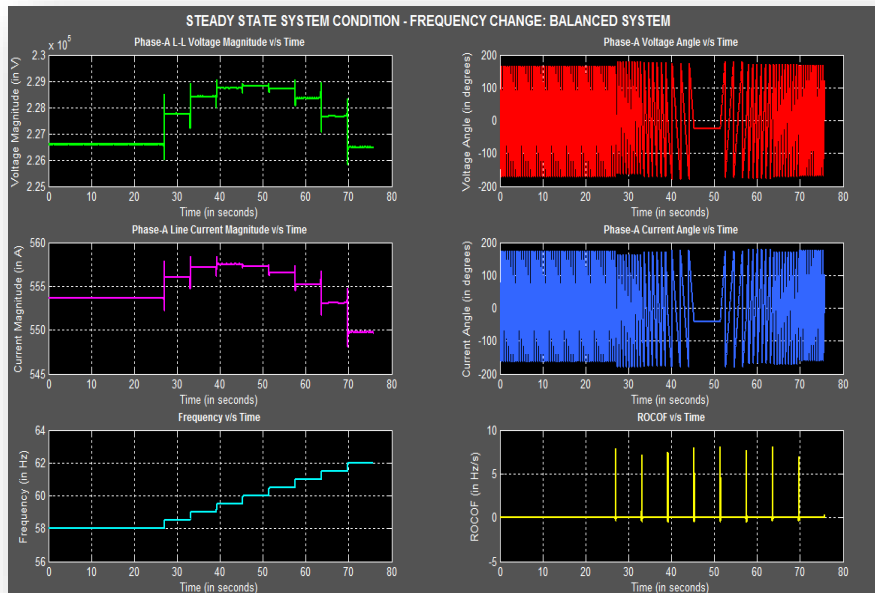 STEADY STATE SYSTEM CONDITION - FREQUENCY CHANGE: BALANCED SYSTEM
Phase-A L-L Voltage Magnitude v/s Time
x 10^5
Voltage Magnitude (in V)
2.3
2.29
2.28
2.27
2.26
2.25
0 10 20 30 40 50 60 70 80
Time (in seconds)
Phase-A Voltage Angle v/s Time
Voltage Angle (in degrees)
200
100
0
-100
-200
0 10 20 30 40 50 60 70 80
Time (in seconds)
Phase-A Line Current Magnitude v/s Time
Current Magnitude (in A)
560
555
550
545
0 10 20 30 40 50 60 70 80
Time (in seconds)
Phase-A Current Angle v/s Time
Current Angle (in degrees)
200
100
0
-100
-200
0 10 20 30 40 50 60 70 80
Time (in seconds)
Frequency v/s Time
Frequency (in Hz)
64
62
60
58
56
0 10 20 30 40 50 60 70 80
Time (in seconds)
ROCOF v/s Time
ROCOF (in Hz/s)
10
5
0
-5
0 10 20 30 40 50 60 70 80
Time (in seconds)